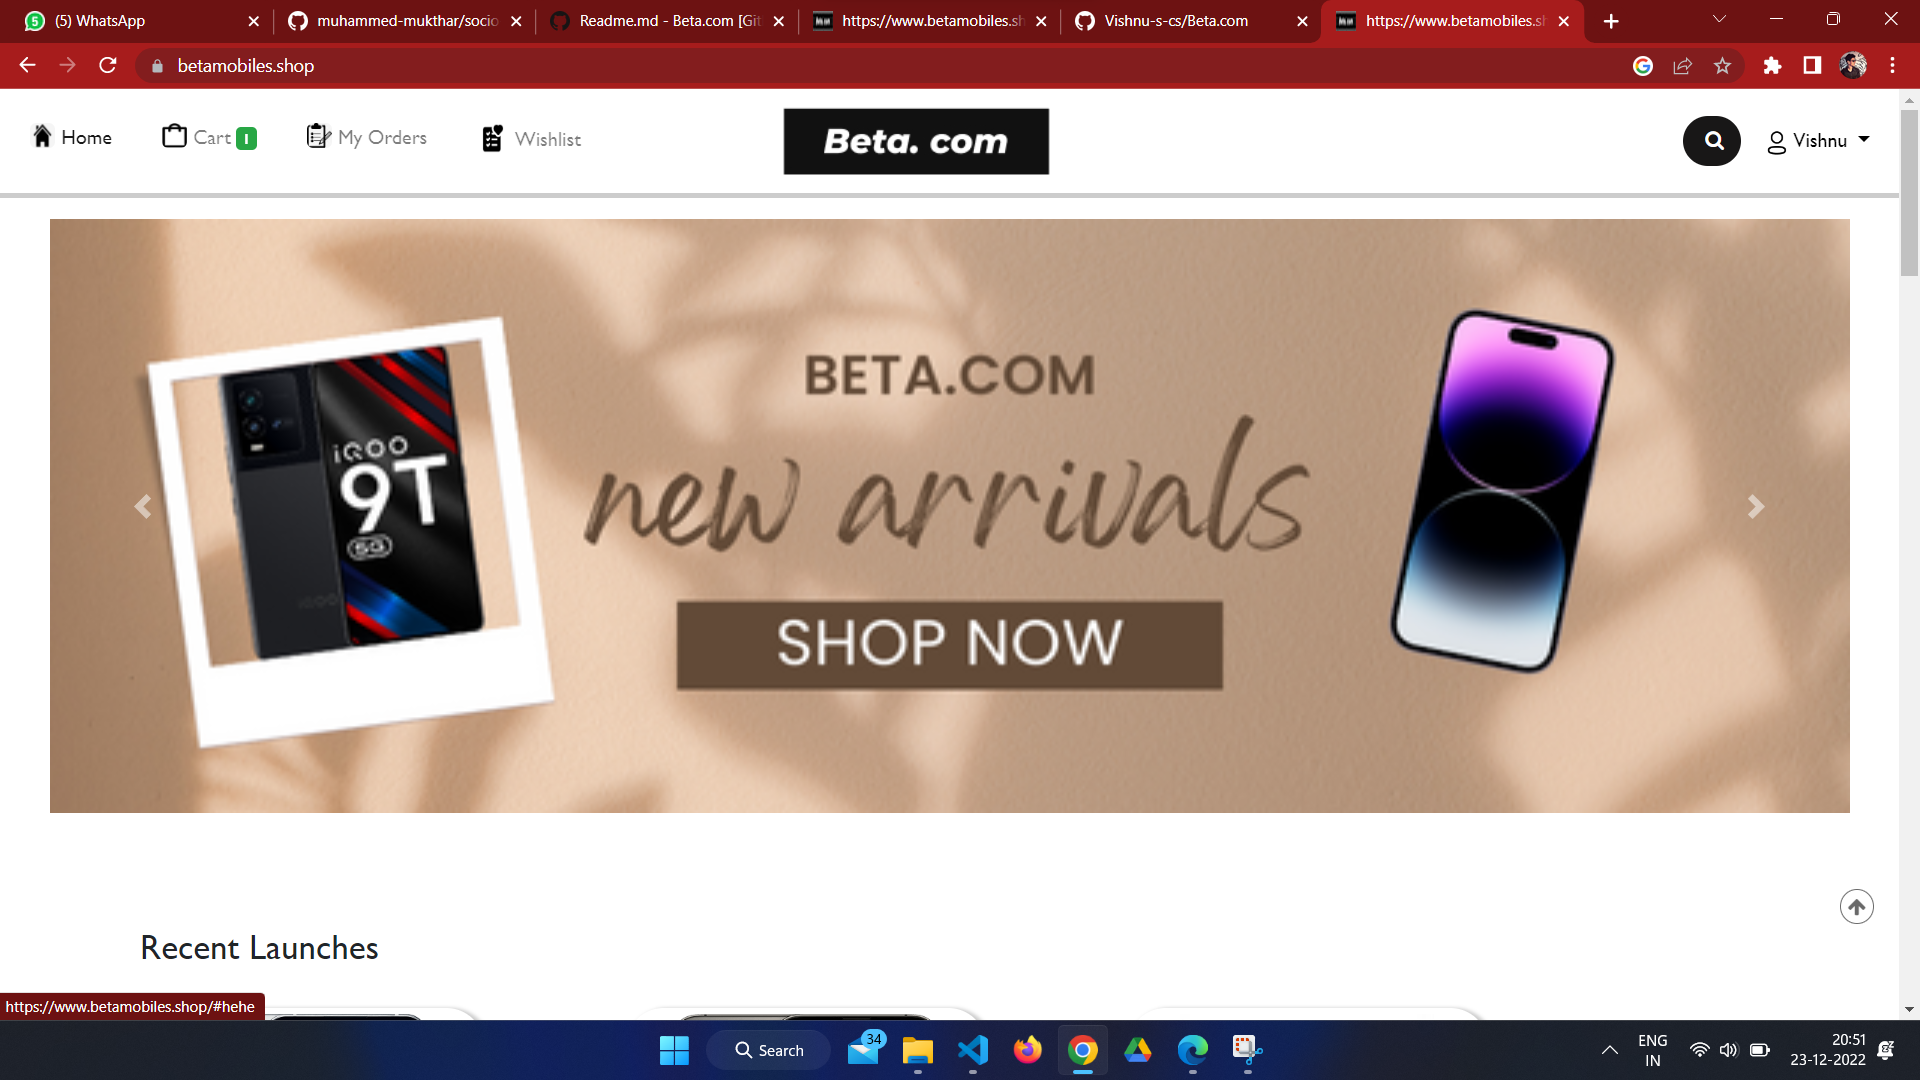 (5) WhatsApp
muhammed-mukthar/socio
Readme.md - Beta.com [Git
https://www.betamobiles.sh
Vishnu-s-cs/Beta.com
https://www.betamobiles.sh
betamobiles.shop
Home
Cart 1
My Orders
Wishlist
Beta. com
Vishnu
BETA.COM
new arrivals
SHOP NOW
iQOO
9T
5G
iQOO
Recent Launches
https://www.betamobiles.shop/#hehe
Search
34
ENG
IN
20:51
23-12-2022